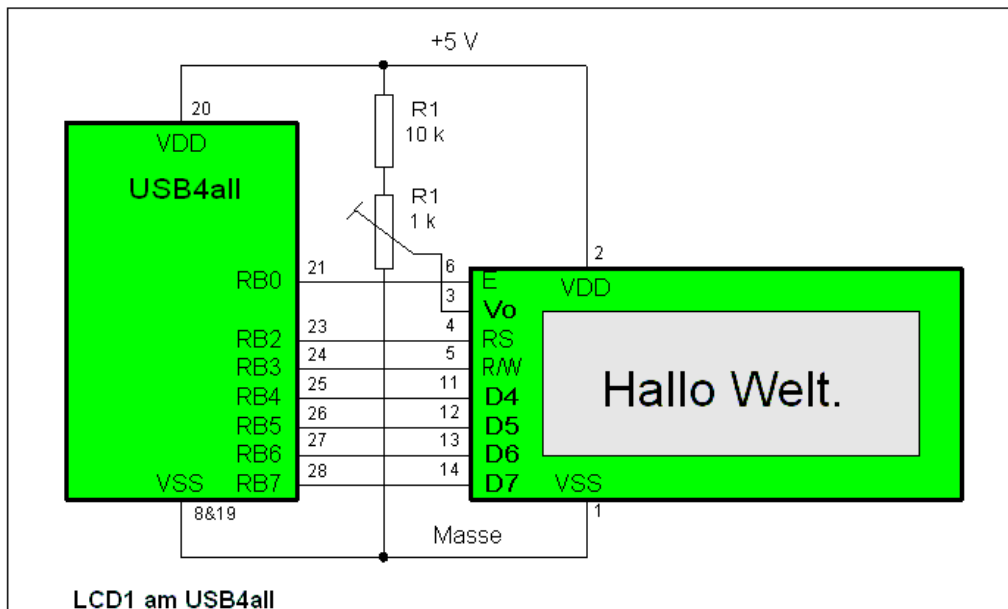 +5 V
20
VDD
USB4all
R1
10 k
R1
1 k
RB0 21 6 E
3 Vo
RB2 23 4 RS
RB3 24 5 R/W
RB4 25 11 D4
RB5 26 12 D5
RB6 27 13 D6
RB7 28 14 D7
VSS
8&19
2
VDD
Hallo Welt.
VSS
1
Masse
LCD1 am USB4all